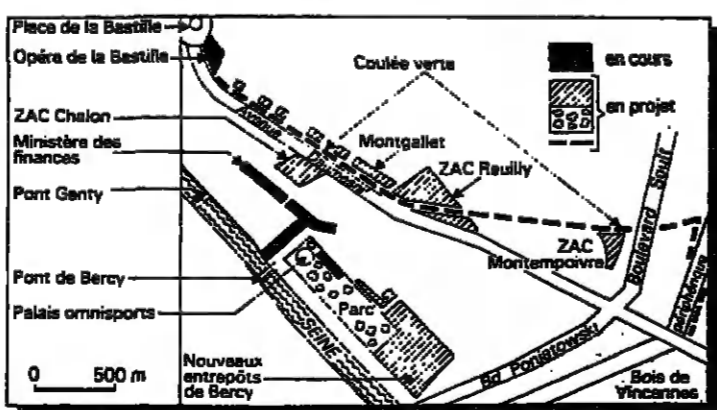 Place de la Bastille
Opéra de la Bastille
ZAC Chalon
Ministère des
finances
Pont Genty
Pont de Bercy
Palais omnisports
0 500 m
Coulée verte
Avenue
Montgallet
ZAC Reuilly
ZAC
Montempoivre
Boulevard Soult
périphérique
Parc
SEINE
Nouveaux
entrepôts
de Bercy
Bd Poniatowski
Bois de
Vincennes
en cours
en projet